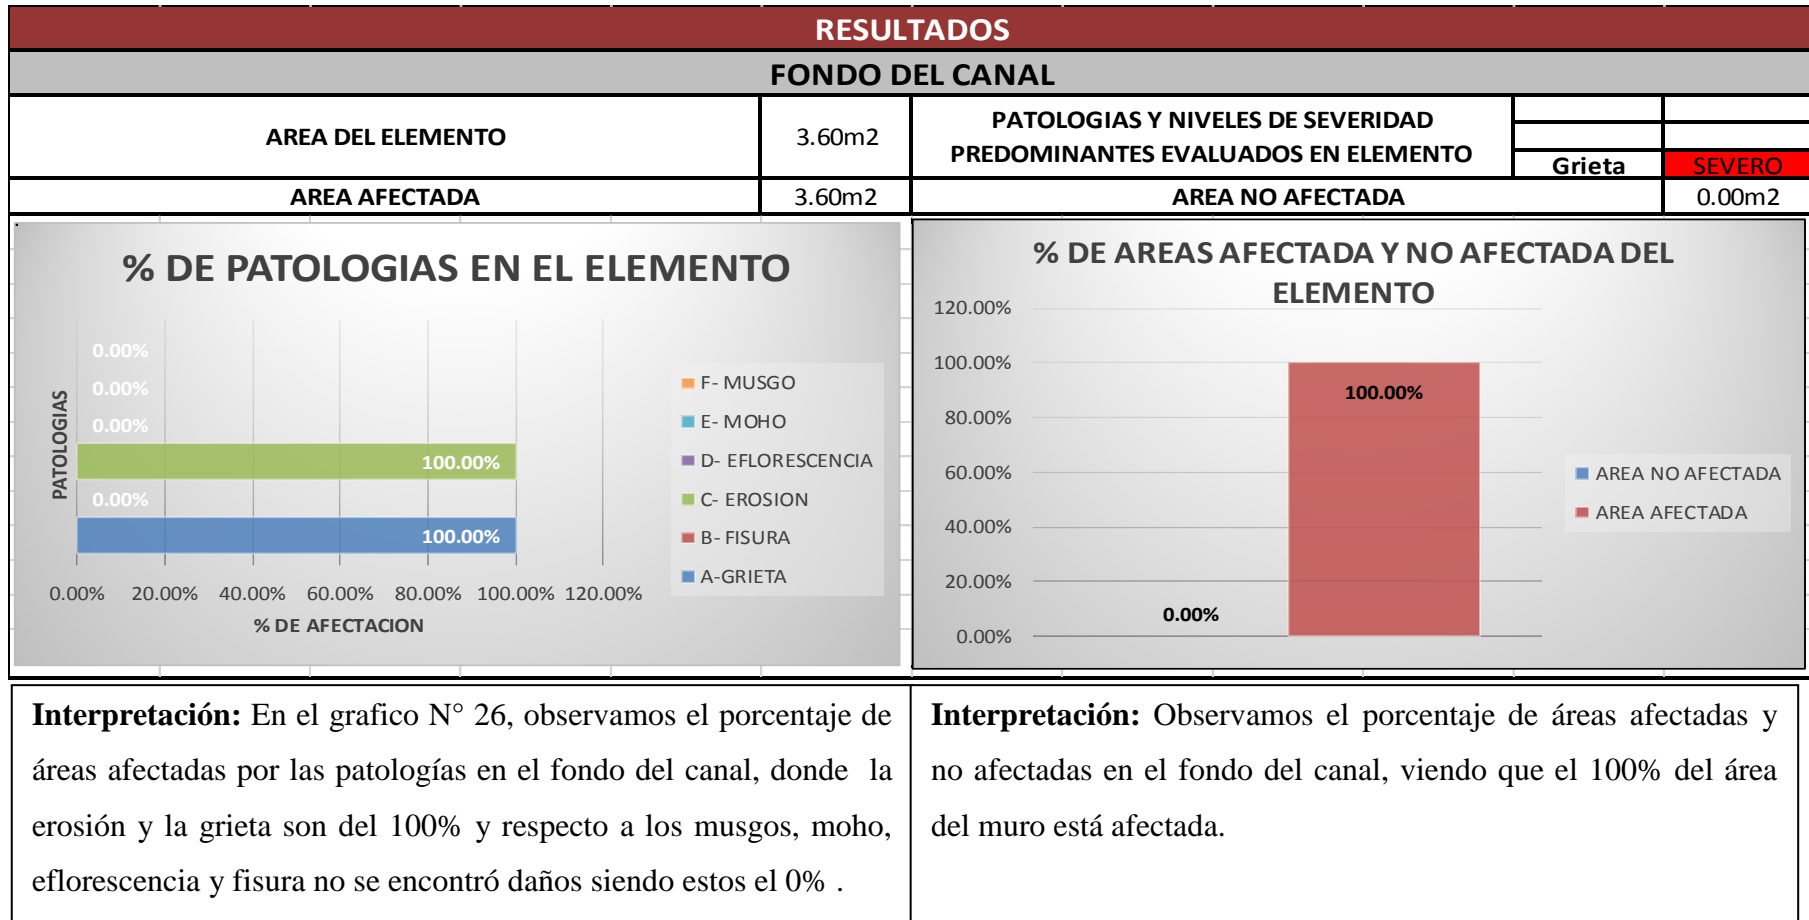 RESULTADOS
FONDO DEL CANAL
AREA DEL ELEMENTO
3.60m2
PATOLOGIAS Y NIVELES DE SEVERIDAD
PREDOMINANTES EVALUADOS EN ELEMENTO
Grieta
SEVERO
AREA AFECTADA
3.60m2
AREA NO AFECTADA
0.00m2
% DE PATOLOGIAS EN EL ELEMENTO
PATOLOGIAS
0.00%
0.00%
0.00%
100.00%
0.00%
100.00%
0.00% 20.00% 40.00% 60.00% 80.00% 100.00% 120.00%
% DE AFECTACION
F- MUSGO
E- MOHO
D- EFLORESCENCIA
C- EROSION
B- FISURA
A-GRIETA
% DE AREAS AFECTADA Y NO AFECTADA DEL
ELEMENTO
120.00%
100.00%
80.00%
60.00%
40.00%
20.00%
0.00%
0.00%
100.00%
AREA NO AFECTADA
AREA AFECTADA
Interpretación: En el grafico N° 26, observamos el porcentaje de
áreas afectadas por las patologías en el fondo del canal, donde la
erosión y la grieta son del 100% y respecto a los musgos, moho,
eflorescencia y fisura no se encontró daños siendo estos el 0% .
Interpretación: Observamos el porcentaje de áreas afectadas y
no afectadas en el fondo del canal, viendo que el 100% del área
del muro está afectada.